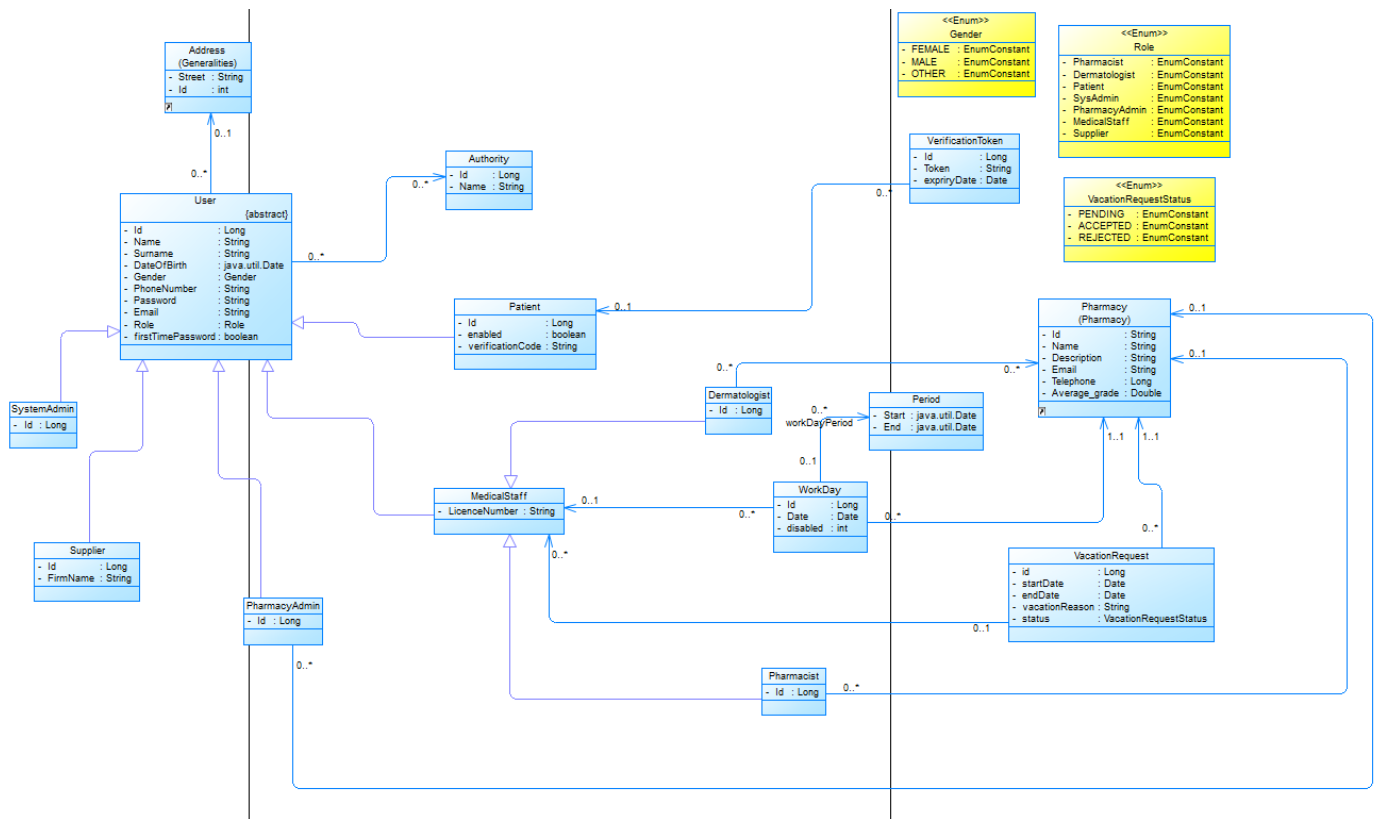 Address
(Generalities)
- Street : String
- Id : int
0..1
0..*
User
{abstract}
- Id : Long
- Name : String
- Surname : String
- DateOfBirth : java.util.Date
- Gender : Gender
- PhoneNumber : String
- Password : String
- Email : String
- Role : Role
- firstTimePassword : boolean
0..*
0..*
Authority
- Id : Long
- Name : String
<<Enum>>
Gender
- FEMALE : EnumConstant
- MALE : EnumConstant
- OTHER : EnumConstant
<<Enum>>
Role
- Pharmacist : EnumConstant
- Dermatologist : EnumConstant
- Patient : EnumConstant
- SysAdmin : EnumConstant
- PharmacyAdmin : EnumConstant
- MedicalStaff : EnumConstant
- Supplier : EnumConstant
VerificationToken
- Id : Long
- Token : String
- expriryDate : Date
0..*
0..1
<<Enum>>
VacationRequestStatus
- PENDING : EnumConstant
- ACCEPTED : EnumConstant
- REJECTED : EnumConstant
Patient
- Id : Long
- enabled : boolean
- verificationCode : String
Pharmacy
(Pharmacy)
- Id : String
- Name : String
- Description : String
- Email : String
- Telephone : Long
- Average_grade : Double
0..1
0..1
0..*
0..*
1..1
1..1
Dermatologist
- Id : Long
Period
- Start : java.util.Date
- End : java.util.Date
0..*
workDayPeriod
0..1
SystemAdmin
- Id : Long
MedicalStaff
- LicenceNumber : String
0..1
0..*
0..*
WorkDay
- Id : Long
- Date : Date
- disabled : int
0..*
0..*
VacationRequest
- id : Long
- startDate : Date
- endDate : Date
- vacationReason : String
- status : VacationRequestStatus
0..1
Supplier
- Id : Long
- FirmName : String
PharmacyAdmin
- Id : Long
0..*
Pharmacist
- Id : Long
0..*